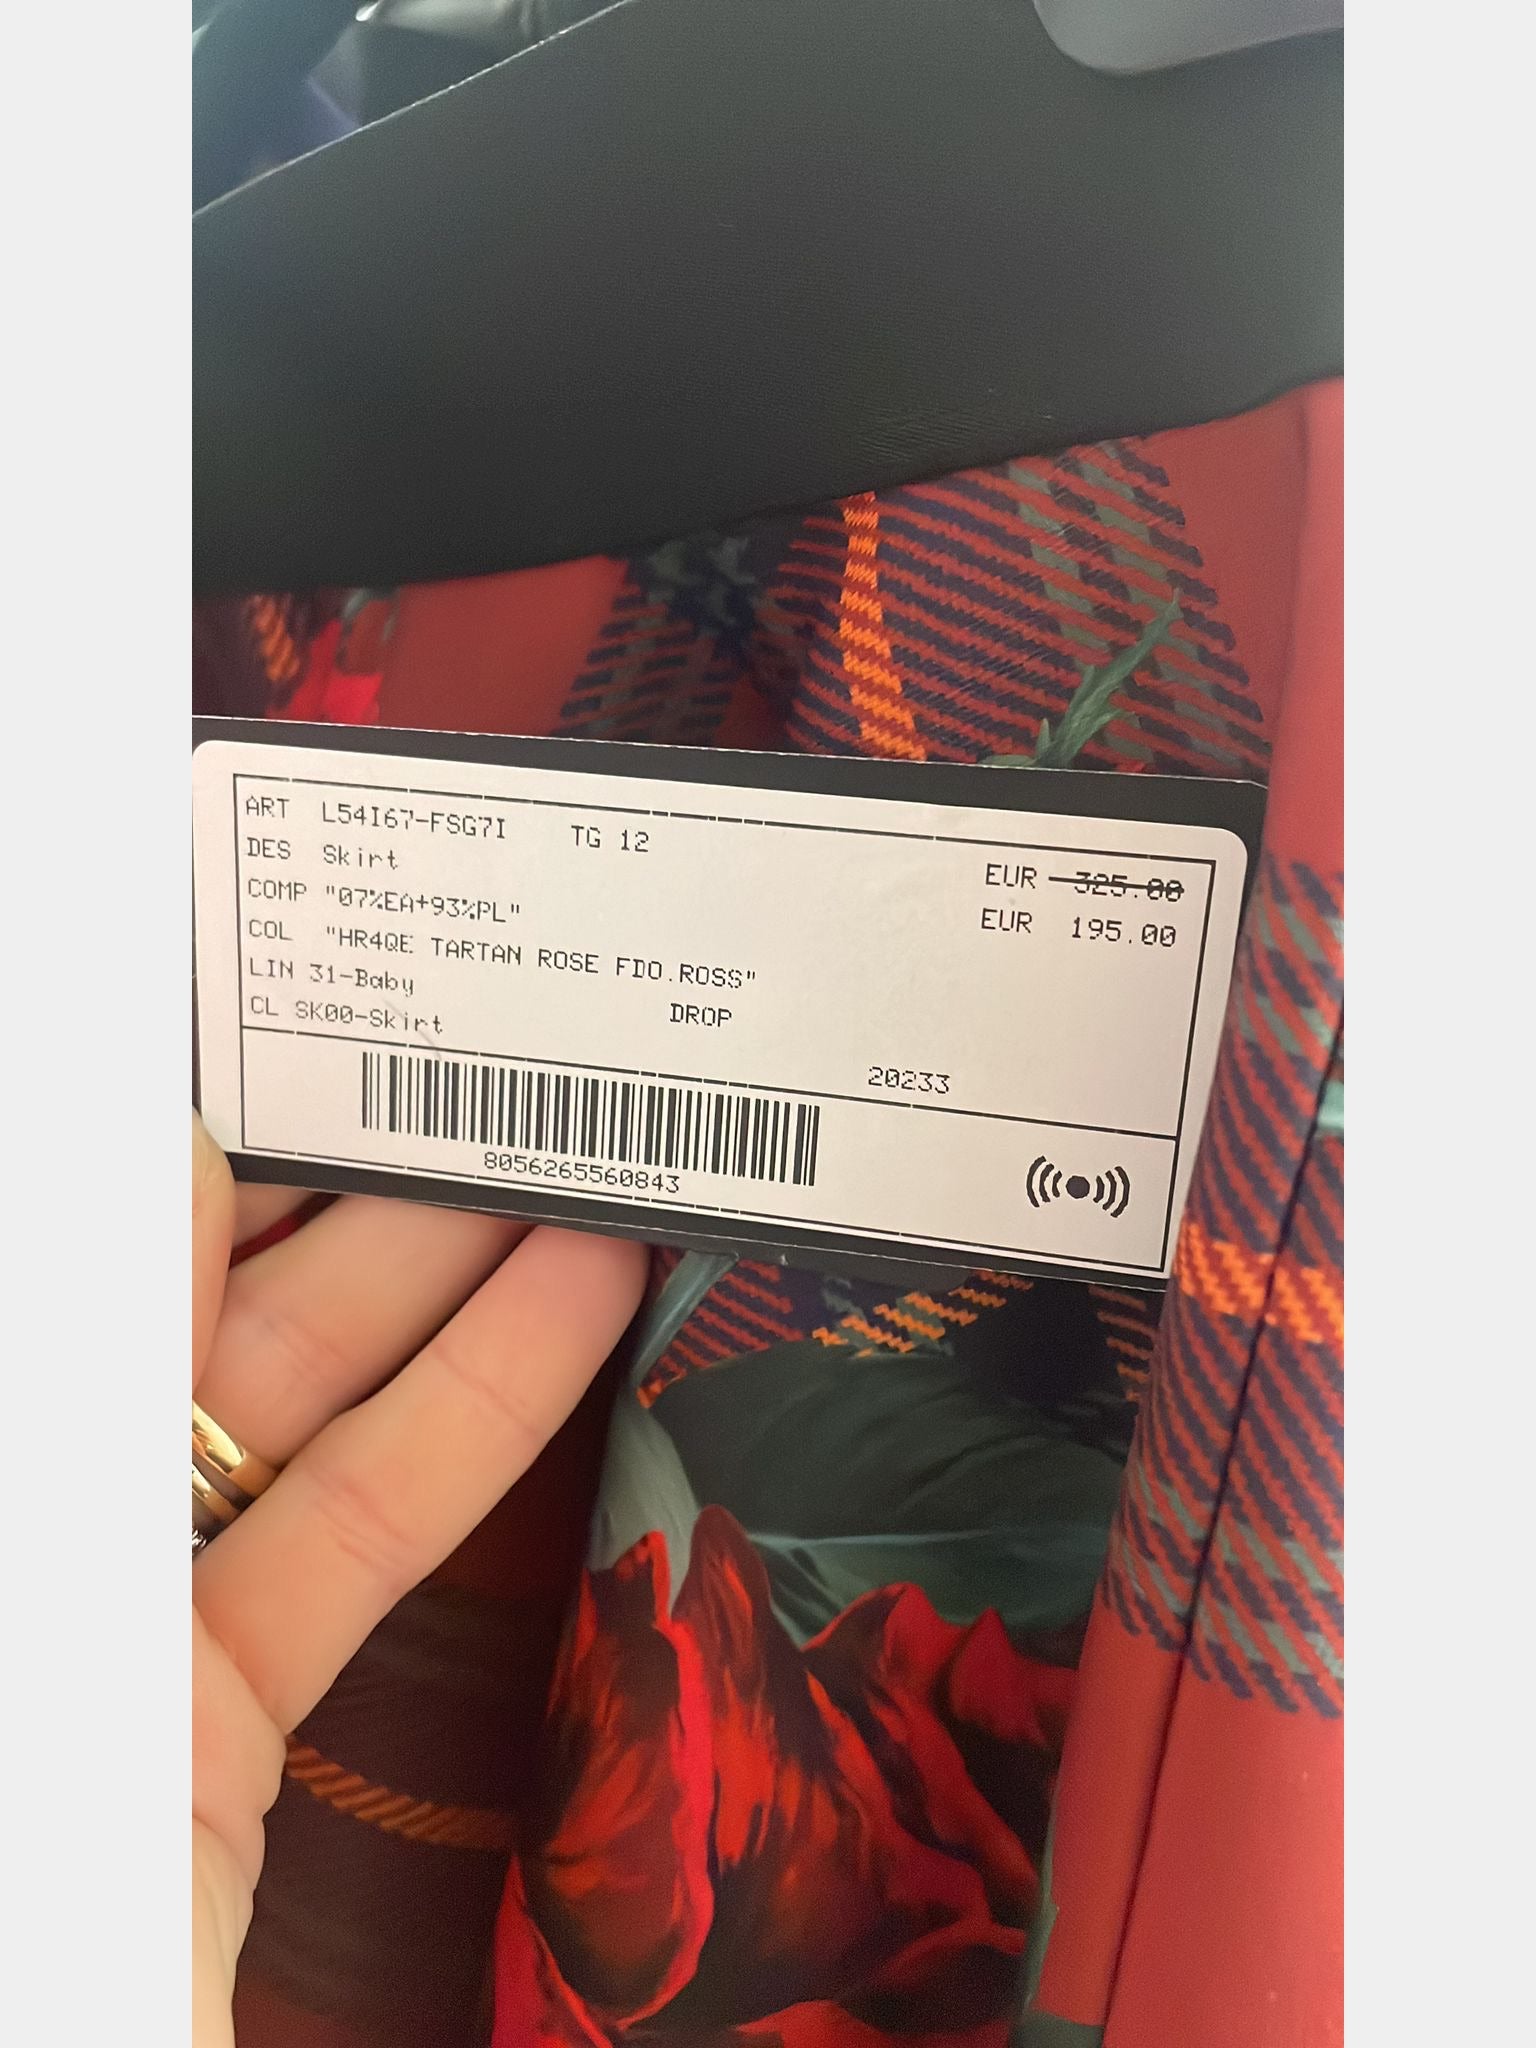 ART L54I67-FSG7I TG 12
DES Skirt
EUR 325.00
COMP "07%EA+93%PL"
EUR 195.00
COL "HR4QE TARTAN ROSE FDO.ROSS"
LIN 31-Baby
CL SK00-Skirt DROP
20233
8056265560843